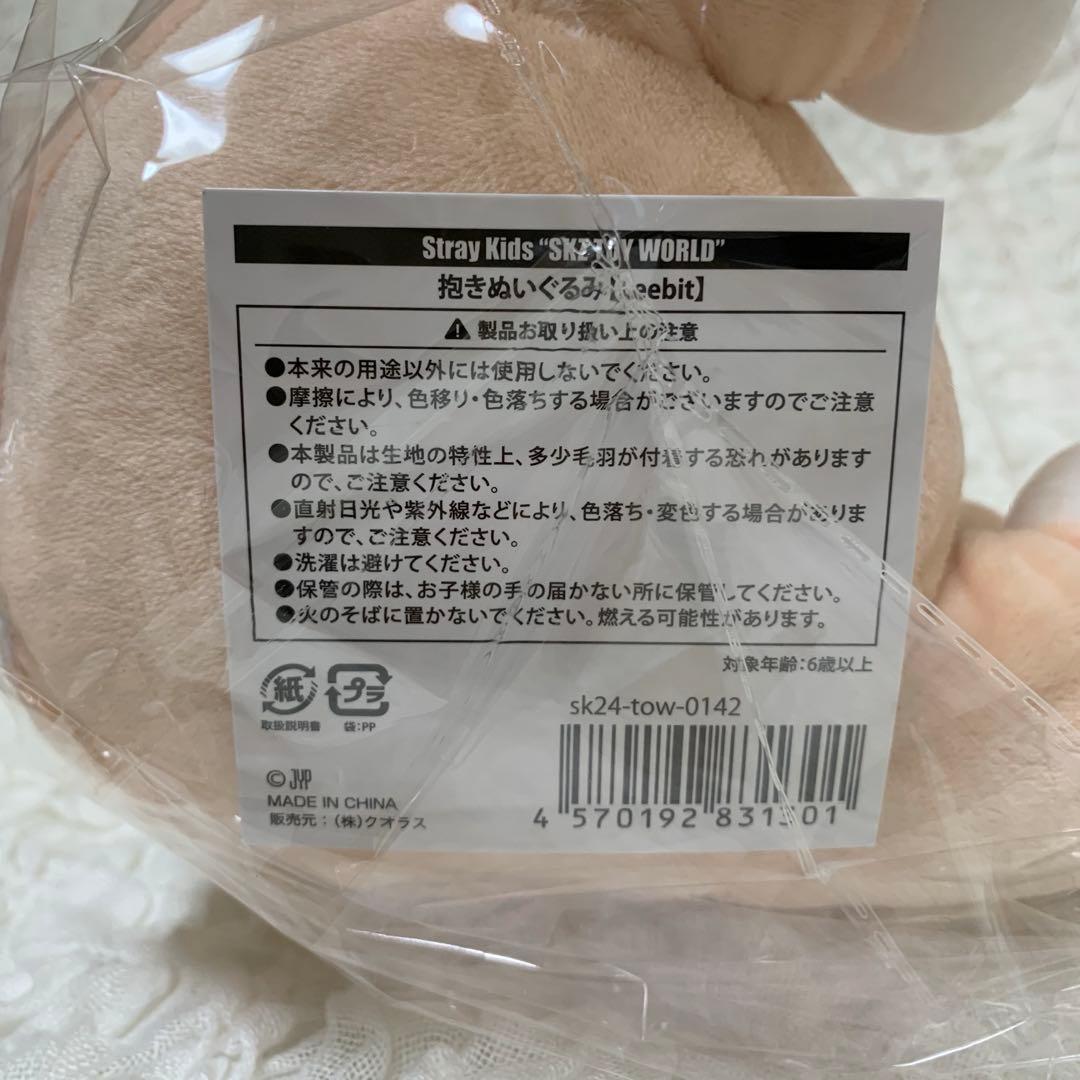 Stray Kids “SKZ TOY WORLD”
抱きぬいぐるみ【Leebit】
製品お取り扱い上の注意
●本来の用途以外には使用しないでください。
●摩擦により、色移り・色落ちする場合がございますのでご注意
ください。
●本製品は生地の特性上、多少毛羽が付着する恐れがあります
ので、ご注意ください。
●直射日光や紫外線などにより、色落ち・変色する場合がありま
すので、ご注意ください。
●洗濯は避けてください。
●保管の際は、お子様の手の届かない所に保管してください。
●火のそばに置かないでください。燃える可能性があります。
対象年齢:6歳以上
紙 プラ
取扱説明書 袋:PP
sk24-tow-0142
© JYP
MADE IN CHINA
販売元:(株)クオラス
4 570192 831301